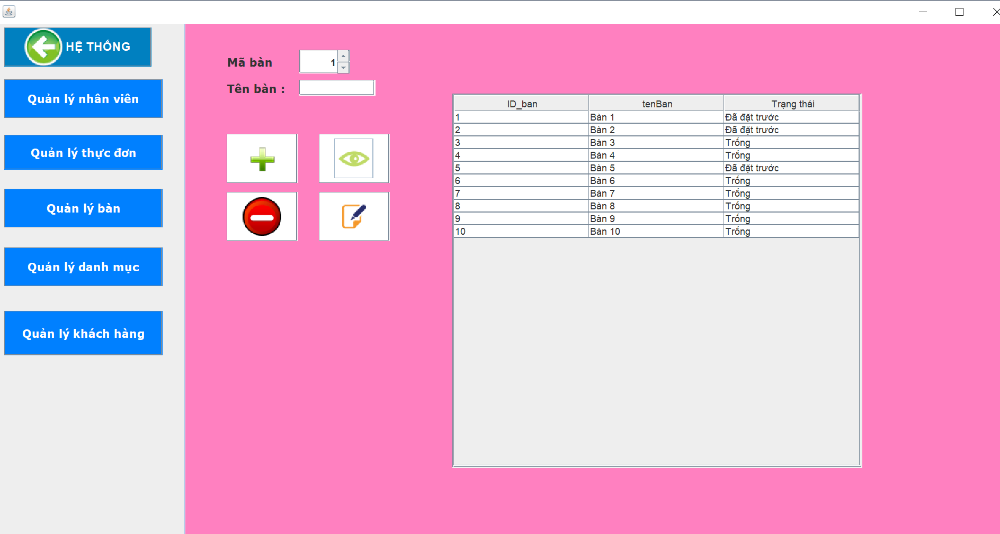 HỆ THỐNG
Quản lý nhân viên
Quản lý thực đơn
Quản lý bàn
Quản lý danh mục
Quản lý khách hàng
Mã bàn 1
Tên bàn :
ID_ban tenBan Trạng thái
1 Bàn 1 Đã đặt trước
2 Bàn 2 Đã đặt trước
3 Bàn 3 Trống
4 Bàn 4 Trống
5 Bàn 5 Đã đặt trước
6 Bàn 6 Trống
7 Bàn 7 Trống
8 Bàn 8 Trống
9 Bàn 9 Trống
10 Bàn 10 Trống